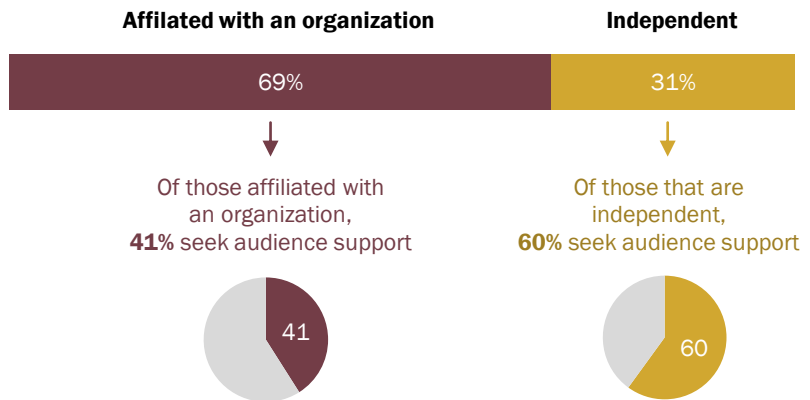 Affilated with an organization
Independent
69%
31%
Of those affiliated with
an organization,
41% seek audience support
Of those that are
independent,
60% seek audience support
41
60